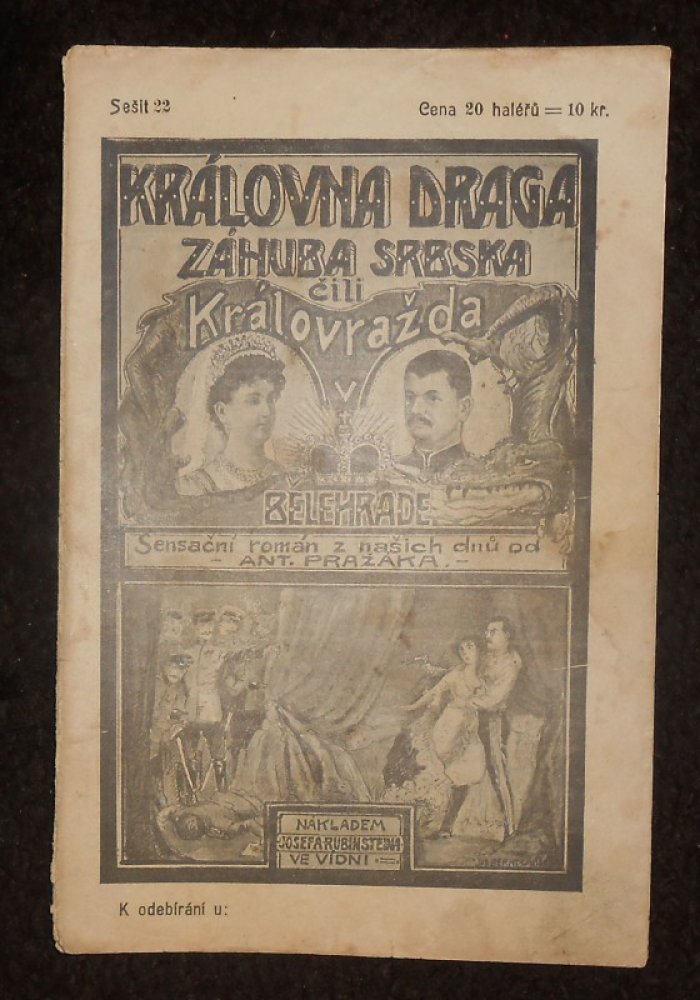 Sešit 22
Cena 20 haléřů = 10 kr.
KRÁLOVNA DRAGA
ZÁHUBA SRBSKA
čili
Královražda
V
BĚLEHRADĚ
Sensační román z našich dnů od
- ANT. PRAŽÁKA. -
NÁKLADEM
JOSEFA RUBINSTEINA
VE VÍDNI
K odebírání u: